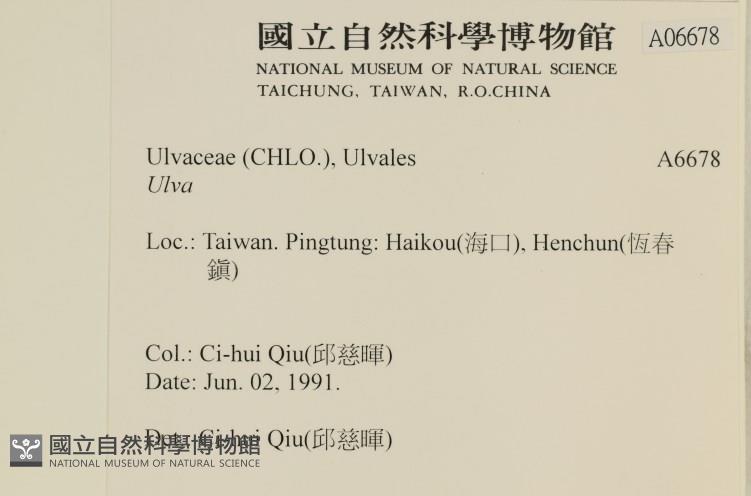 國立自然科學博物館
A06678
NATIONAL MUSEUM OF NATURAL SCIENCE
TAICHUNG, TAIWAN, R.O.CHINA
Ulvaceae (CHLO.), Ulvales
A6678
Ulva
Loc.: Taiwan. Pingtung: Haikou(海口), Henchun(恆春
鎮)
Col.: Ci-hui Qiu(邱慈暉)
Date: Jun. 02, 1991.
Det.: Ci-hui Qiu(邱慈暉)
國立自然科學博物館
NATIONAL MUSEUM OF NATURAL SCIENCE